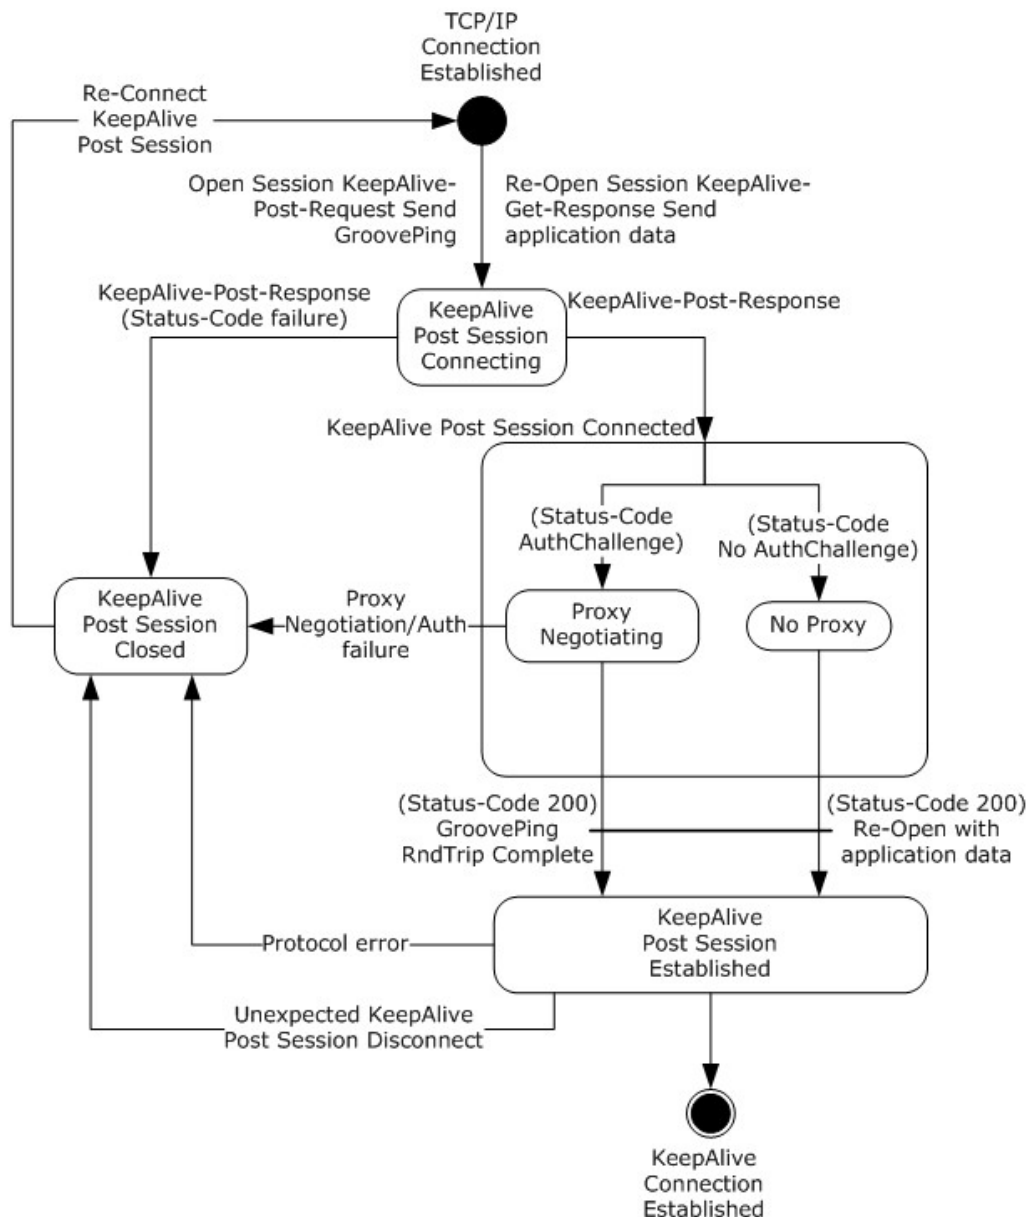 TCP/IP
Connection
Established
Re-Connect
KeepAlive
Post Session
Open Session KeepAlive-
Post-Request Send
GroovePing
Re-Open Session KeepAlive-
Get-Response Send
application data
KeepAlive-Post-Response
(Status-Code failure)
KeepAlive
Post Session
Connecting
KeepAlive-Post-Response
KeepAlive Post Session Connected
(Status-Code
AuthChallenge)
(Status-Code
No AuthChallenge)
KeepAlive
Post Session
Closed
Proxy
Negotiation/Auth
failure
Proxy
Negotiating
No Proxy
(Status-Code 200)
GroovePing
RndTrip Complete
(Status-Code 200)
Re-Open with
application data
KeepAlive
Post Session
Established
Protocol error
Unexpected KeepAlive
Post Session Disconnect
KeepAlive
Connection
Established